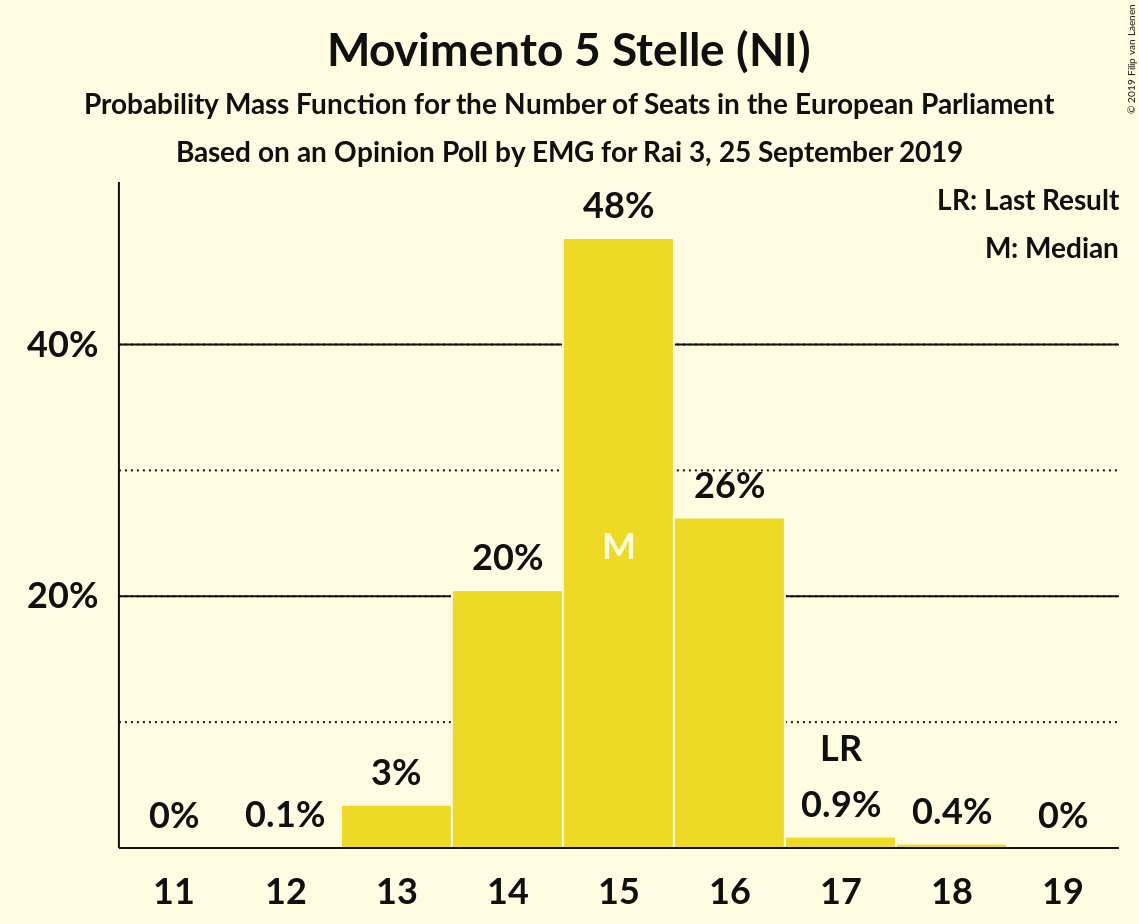 Movimento 5 Stelle (NI)
Probability Mass Function for the Number of Seats in the European Parliament
Based on an Opinion Poll by EMG for Rai 3, 25 September 2019
© 2019 Filip van Laenen
LR: Last Result
M: Median
48%
40%
26%
M
20%
20%
LR
3%
0.9%
0%
0.1%
0.4%
0%
11 12 13 14 15 16 17 18 19